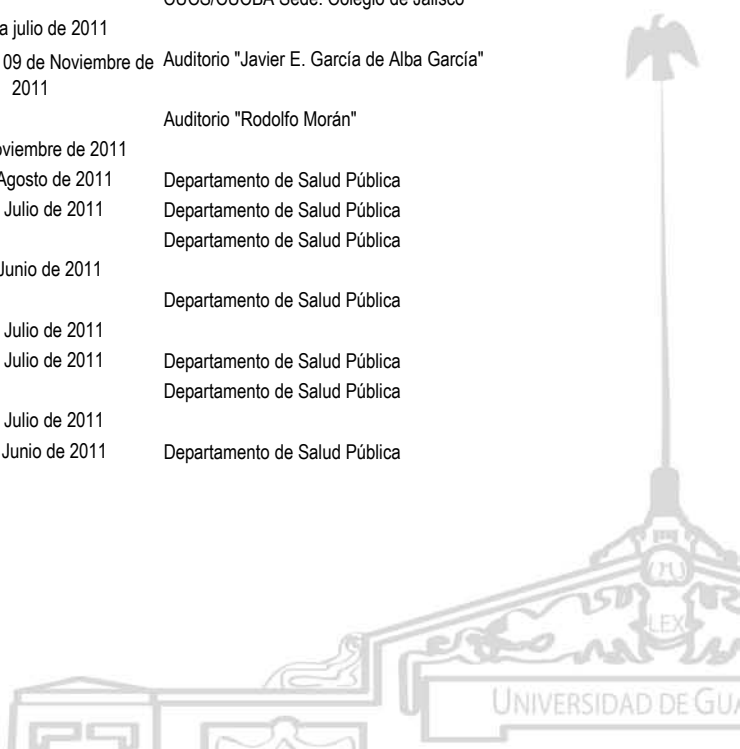 CUCS/CUCBA Sede: Colegio de Jalisco
a julio de 2011
09 de Noviembre de 2011
Auditorio "Javier E. García de Alba García"
Auditorio "Rodolfo Morán"
oviembre de 2011
Agosto de 2011 Departamento de Salud Pública
Julio de 2011 Departamento de Salud Pública
Departamento de Salud Pública
Junio de 2011
Departamento de Salud Pública
Julio de 2011
Julio de 2011 Departamento de Salud Pública
Departamento de Salud Pública
Julio de 2011
Junio de 2011 Departamento de Salud Pública
LEX
UNIVERSIDAD DE GUA